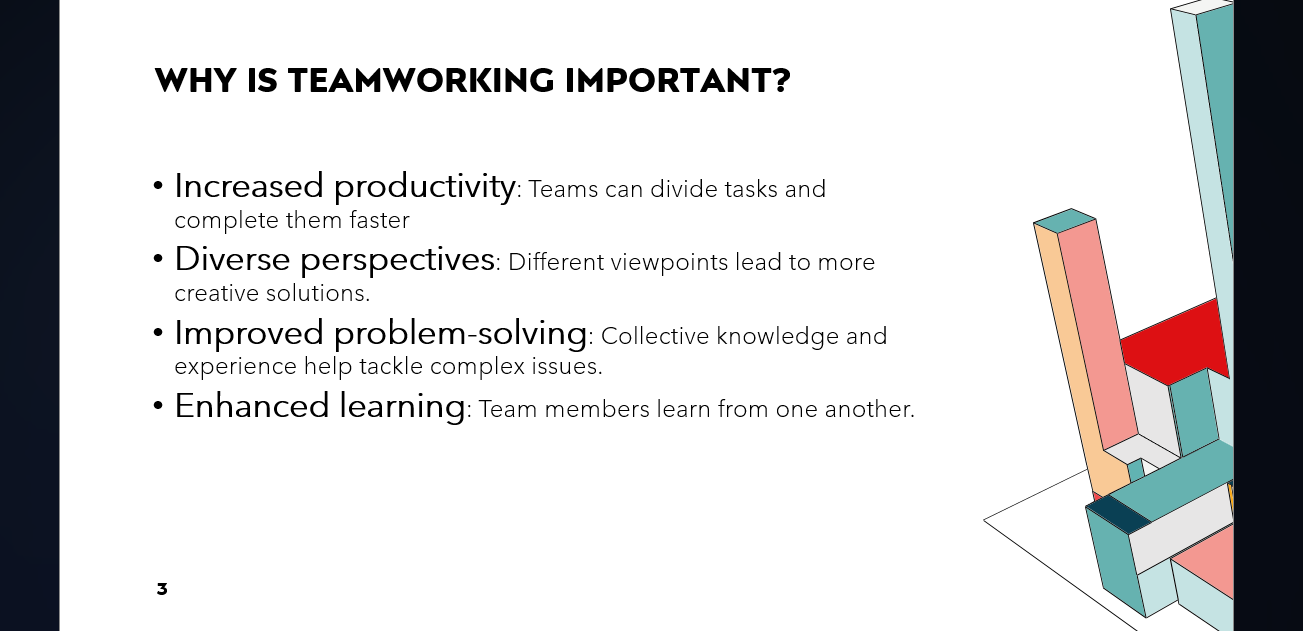 WHY IS TEAMWORKING IMPORTANT?
• Increased productivity: Teams can divide tasks and
complete them faster
• Diverse perspectives: Different viewpoints lead to more
creative solutions.
• Improved problem-solving: Collective knowledge and
experience help tackle complex issues.
• Enhanced learning: Team members learn from one another.
3